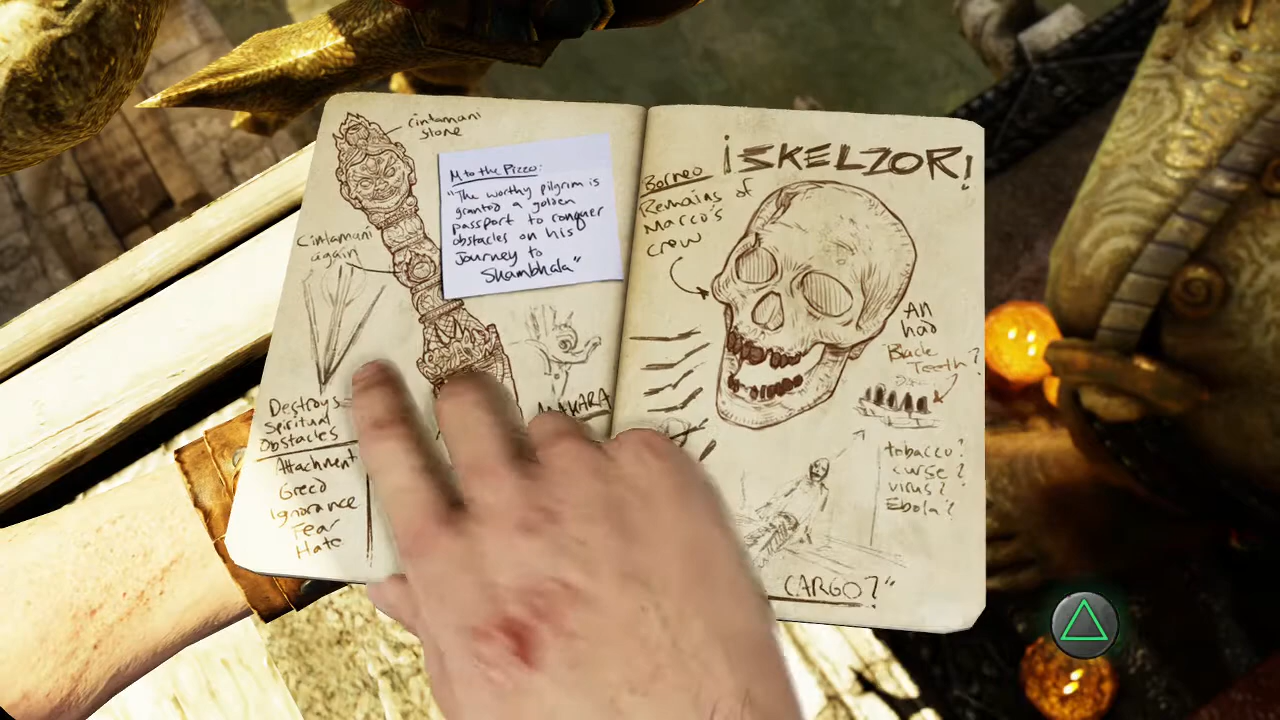 cintamani
stone
M to the Pizzo:
"The worthy pilgrim is
granted a golden
passport to conquer
obstacles on his
journey to
Shambhala"
Cintamani
again
Destroys
Spiritual
Obstacles
Attachment
Greed
Ignorance
Fear
Hate
MAKARA
¡SKELZOR!
Borneo
Remains of
Marco's
crew
All
had
Black
Teeth?
tobacco?
curse?
virus?
Ebola?
CARGO?"